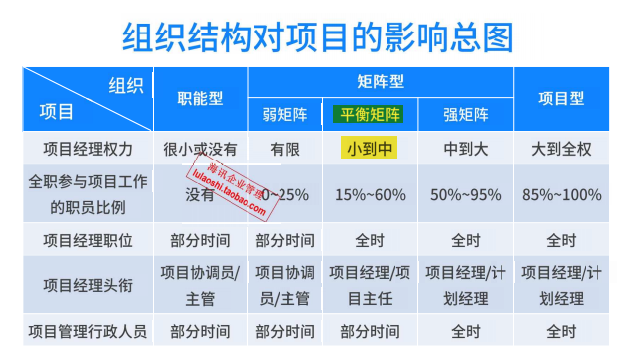 组织结构对项目的影响总图
组织
项目
职能型
矩阵型
项目型
弱矩阵
平衡矩阵
强矩阵
项目经理权力
很小或没有
有限
小到中
中到大
大到全权
全职参与项目工作
的职员比例
没有
0~25%
15%~60%
50%~95%
85%~100%
项目经理职位
部分时间
部分时间
全时
全时
全时
项目经理头衔
项目协调员/
主管
项目协调
员/主管
项目经理/项
目主任
项目经理/计
划经理
项目经理/计
划经理
项目管理行政人员
部分时间
部分时间
部分时间
全时
全时
海讯企业管理
lulaoshi.taobao.com